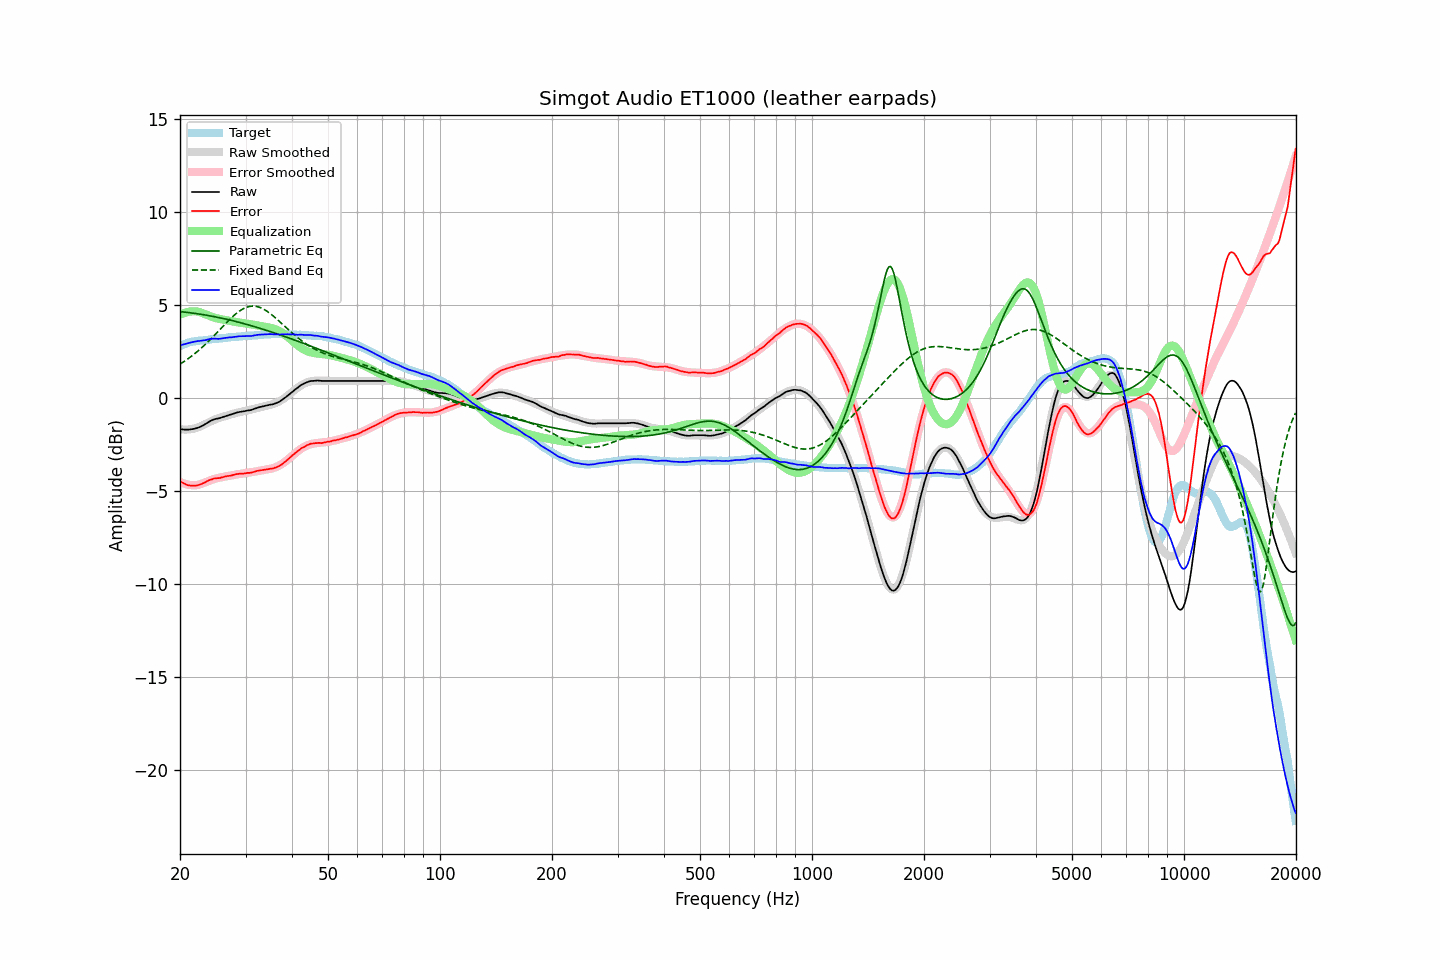 Simgot Audio ET1000 (leather earpads)
Target
Raw Smoothed
Error Smoothed
Raw
Error
Equalization
Parametric Eq
Fixed Band Eq
Equalized
15
10
5
0
−5
−10
−15
−20
Amplitude (dBr)
20
50
100
200
500
1000
2000
5000
10000
20000
Frequency (Hz)